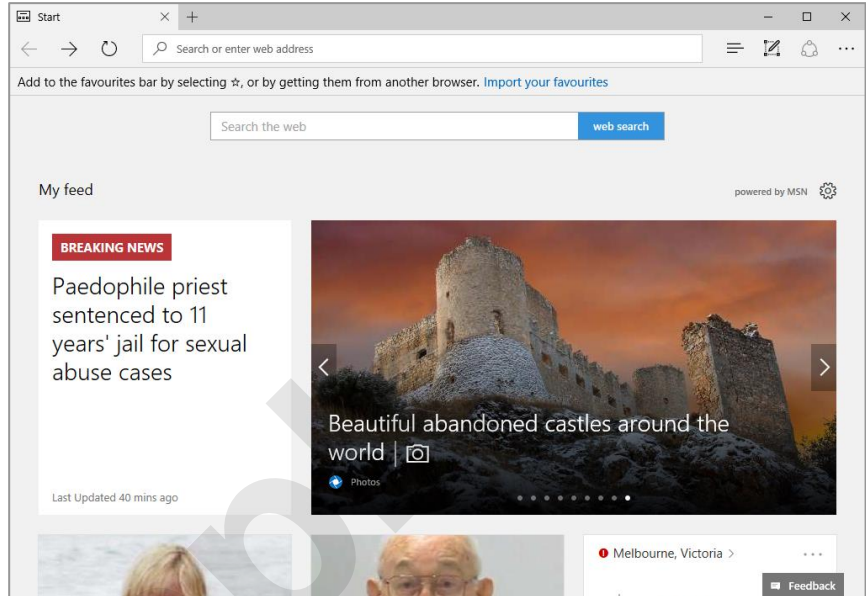 Start
Search or enter web address
Add to the favourites bar by selecting ☆, or by getting them from another browser. Import your favourites
Search the web
web search
My feed
powered by MSN
BREAKING NEWS
Paedophile priest
sentenced to 11
years' jail for sexual
abuse cases
Last Updated 40 mins ago
Beautiful abandoned castles around the
world |
Photos
Melbourne, Victoria >
Feedback